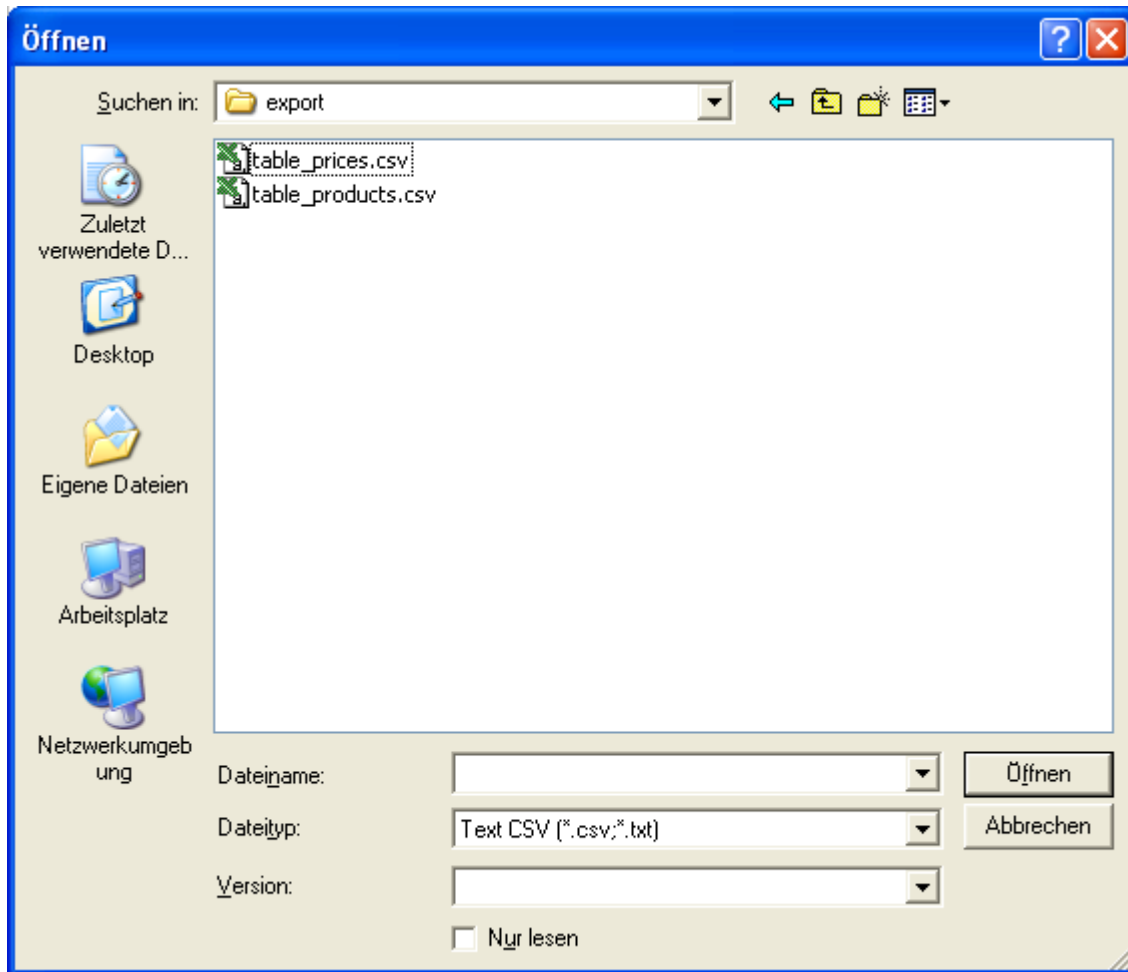 Öffnen
Suchen in: export
table_prices.csv
table_products.csv
Zuletzt
verwendete D...
Desktop
Eigene Dateien
Arbeitsplatz
Netzwerkumgeb
ung
Dateiname: Öffnen
Dateityp: Text CSV (*.csv;*.txt) Abbrechen
Version:
Nur lesen